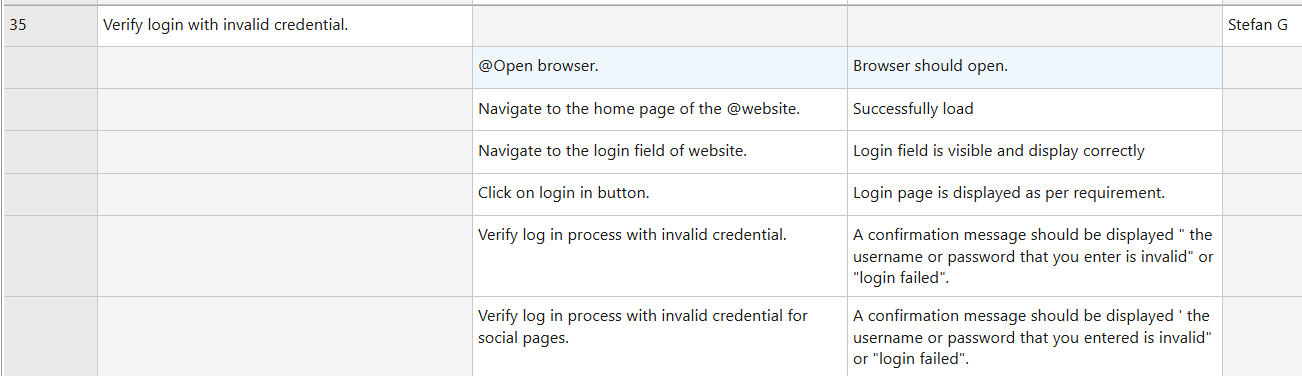 35 Verify login with invalid credential. Stefan G
@Open browser. Browser should open.
Navigate to the home page of the @website. Successfully load
Navigate to the login field of website. Login field is visible and display correctly
Click on login in button. Login page is displayed as per requirement.
Verify log in process with invalid credential.
A confirmation message should be displayed " the
username or password that you enter is invalid" or
"login failed".
Verify log in process with invalid credential for
social pages.
A confirmation message should be displayed ' the
username or password that you entered is invalid"
or "login failed".